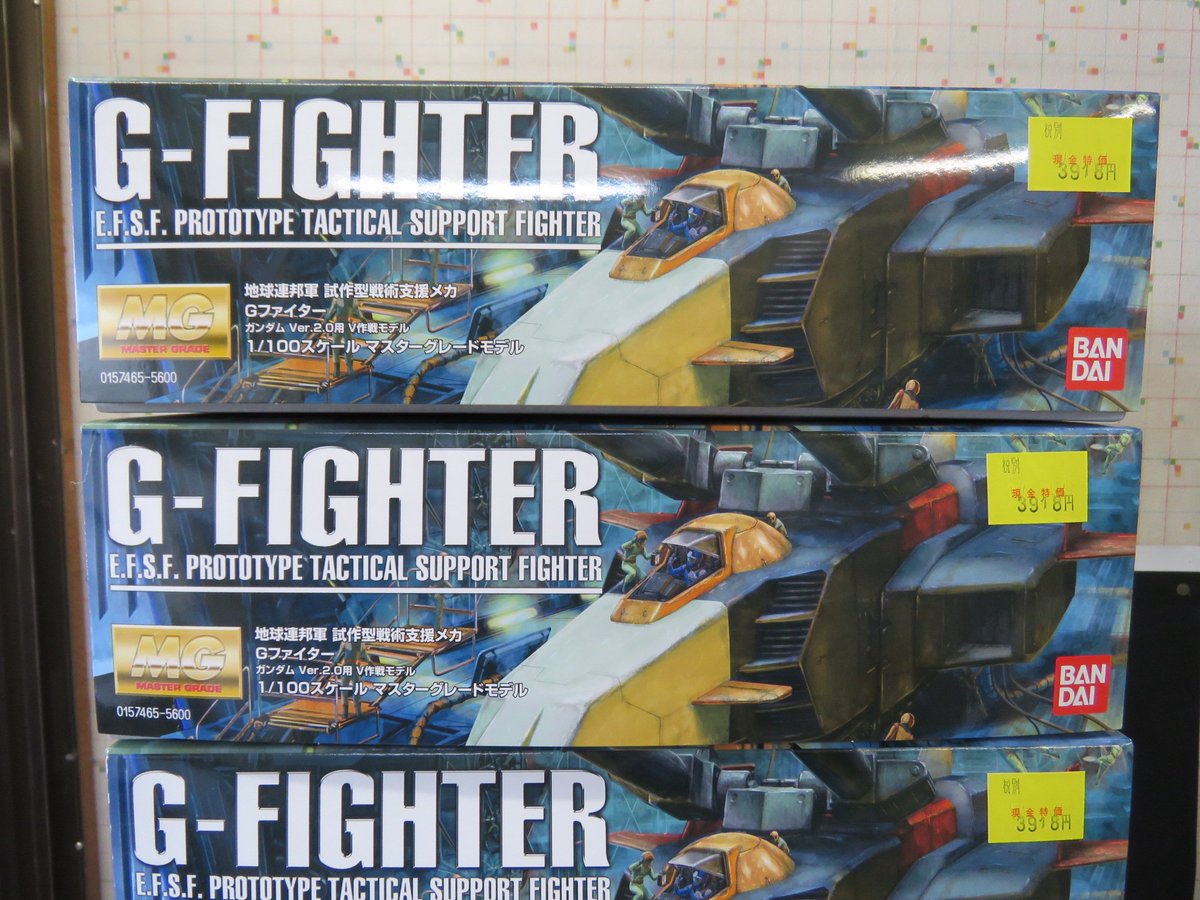 G-FIGHTER
E.F.S.F. PROTOTYPE TACTICAL SUPPORT FIGHTER
税別
現金特価
3918円
MG
MASTER GRADE
地球連邦軍 試作型戦術支援メカ
Gファイター
ガンダム Ver.2.0用 V作戦モデル
1/100スケール マスターグレードモデル
0157465-5600
BAN
DAI
G-FIGHTER
E.F.S.F. PROTOTYPE TACTICAL SUPPORT FIGHTER
税別
現金特価
3918円
MG
MASTER GRADE
地球連邦軍 試作型戦術支援メカ
Gファイター
ガンダム Ver.2.0用 V作戦モデル
1/100スケール マスターグレードモデル
0157465-5600
BAN
DAI
G-FIGHTER
E.F.S.F. PROTOTYPE TACTICAL SUPPORT FIGHTER
税別
現金特価
3918円